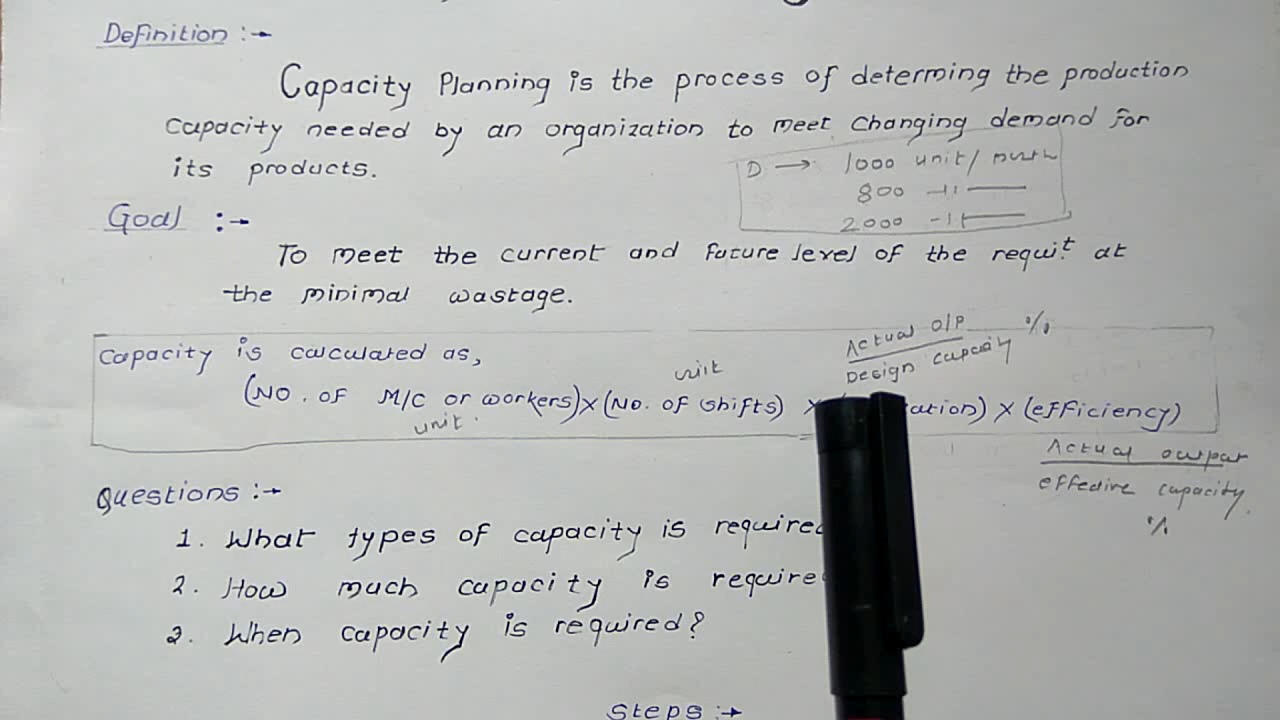 Definition :→
Capacity Planning is the process of determing the production
capacity needed by an organization to meet changing demand for
its products.
D → 1000 unit / month
800 -11-
2000 -11-
Goal :→
To meet the current and future level of the requit. at
the minimal wastage.
Capacity is calculated as,
Actual O/P %
Design capacity
unit
(No. of M/C or workers) x (No. of shifts) x ation) x (efficiency)
unit.
Actual output
effective capacity.
%
Questions :→
1. What types of capacity is required
2. How much capacity is require
2. When capacity is required?
Steps :→